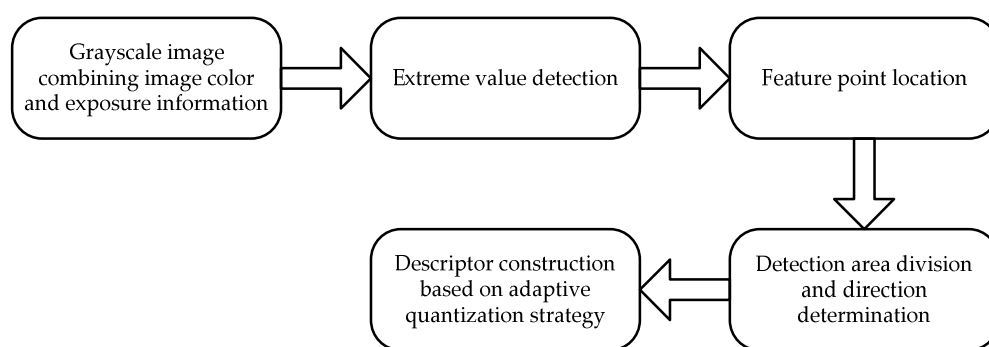 Grayscale image
combining image color
and exposure information
Extreme value detection
Feature point location
Detection area division
and direction
determination
Descriptor construction
based on adaptive
quantization strategy